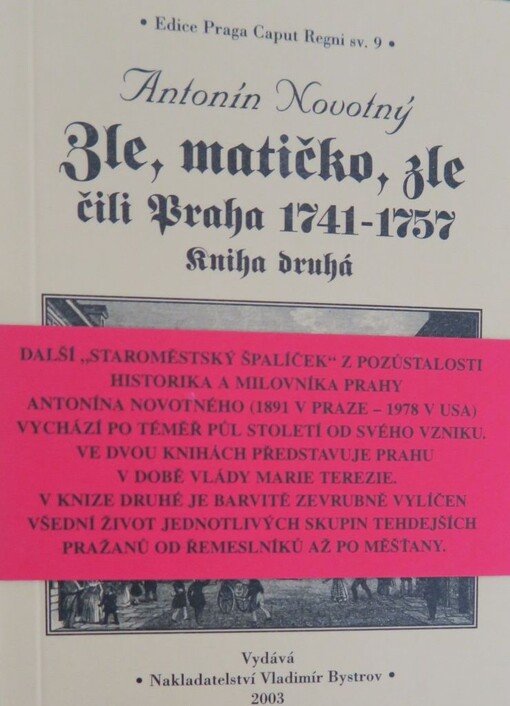 • Edice Praga Caput Regni sv. 9 •
Antonín Novotný
Zle, matičko, zle
čili Praha 1741-1757
Kniha druhá
DALŠÍ „STAROMĚSTSKÝ ŠPALÍČEK“ Z POZŮSTALOSTI
HISTORIKA A MILOVNÍKA PRAHY
ANTONÍNA NOVOTNÉHO (1891 V PRAZE – 1978 V USA)
VYCHÁZÍ PO TÉMĚŘ PŮL STOLETÍ OD SVÉHO VZNIKU.
VE DVOU KNIHÁCH PŘEDSTAVUJE PRAHU
V DOBĚ VLÁDY MARIE TEREZIE.
V KNIZE DRUHÉ JE BARVITĚ ZEVRUBNĚ VYLÍČEN
VŠEDNÍ ŽIVOT JEDNOTLIVÝCH SKUPIN TEHDEJŠÍCH
PRAŽANŮ OD ŘEMESLNÍKŮ AŽ PO MĚŠŤANY.
Vydává
• Nakladatelství Vladimír Bystrov •
2003